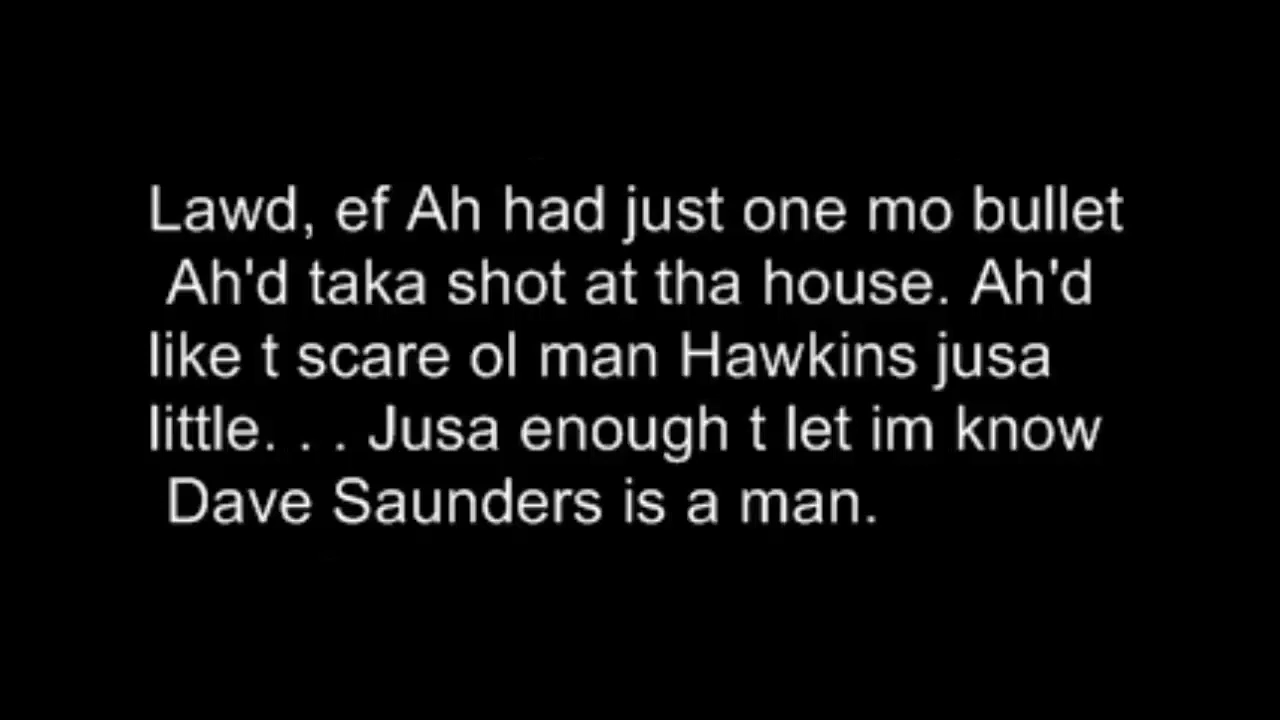 Lawd, ef Ah had just one mo bullet
Ah'd taka shot at tha house. Ah'd
like t scare ol man Hawkins jusa
little. . . Jusa enough t let im know
Dave Saunders is a man.